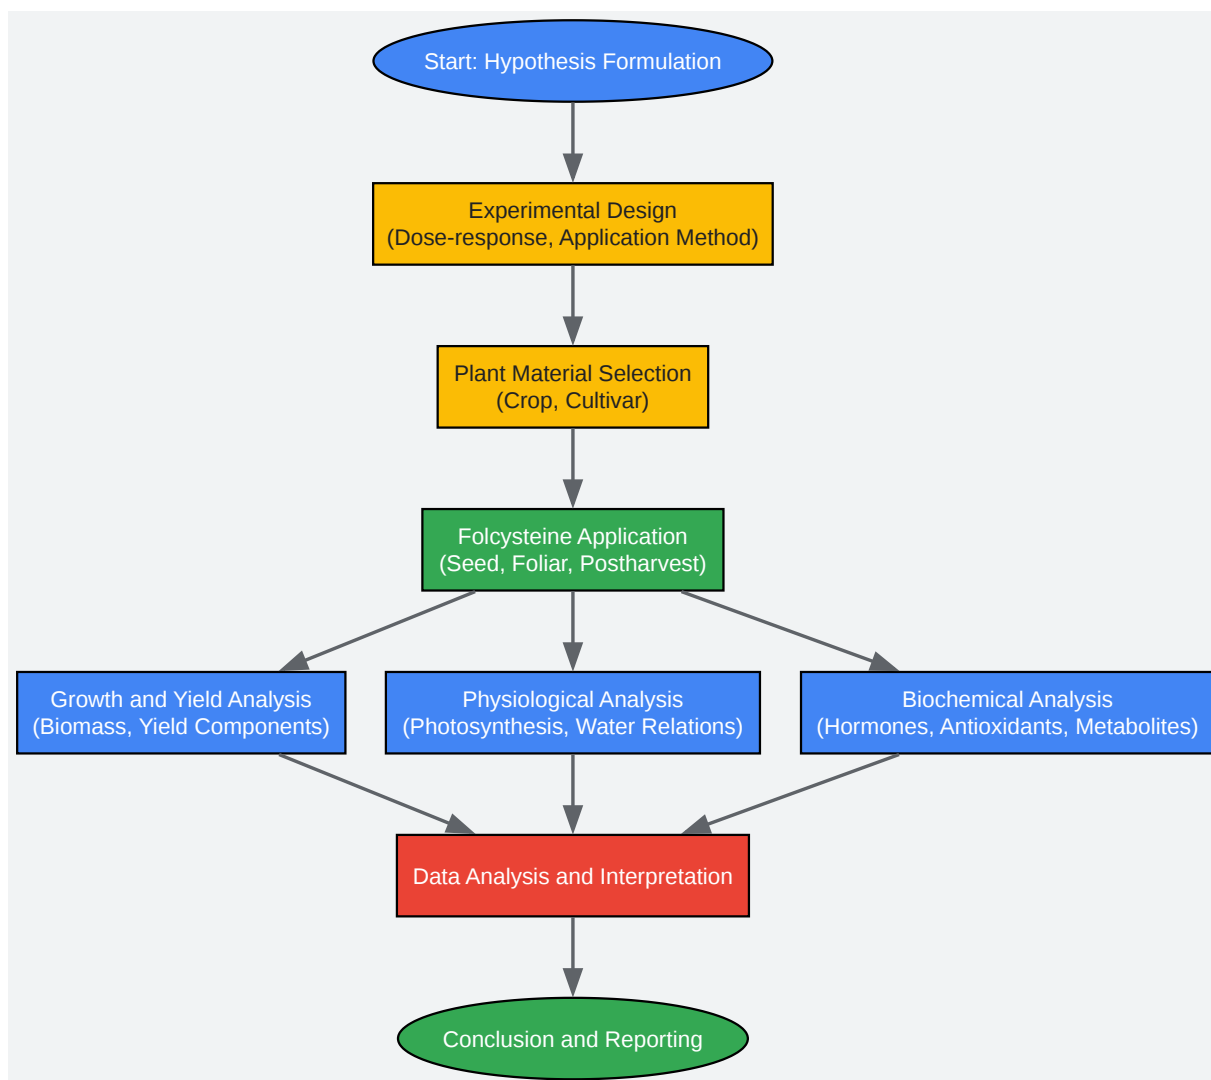 Start: Hypothesis Formulation
Experimental Design
(Dose-response, Application Method)
Plant Material Selection
(Crop, Cultivar)
Folcysteine Application
(Seed, Foliar, Postharvest)
Growth and Yield Analysis
(Biomass, Yield Components)
Physiological Analysis
(Photosynthesis, Water Relations)
Biochemical Analysis
(Hormones, Antioxidants, Metabolites)
Data Analysis and Interpretation
Conclusion and Reporting